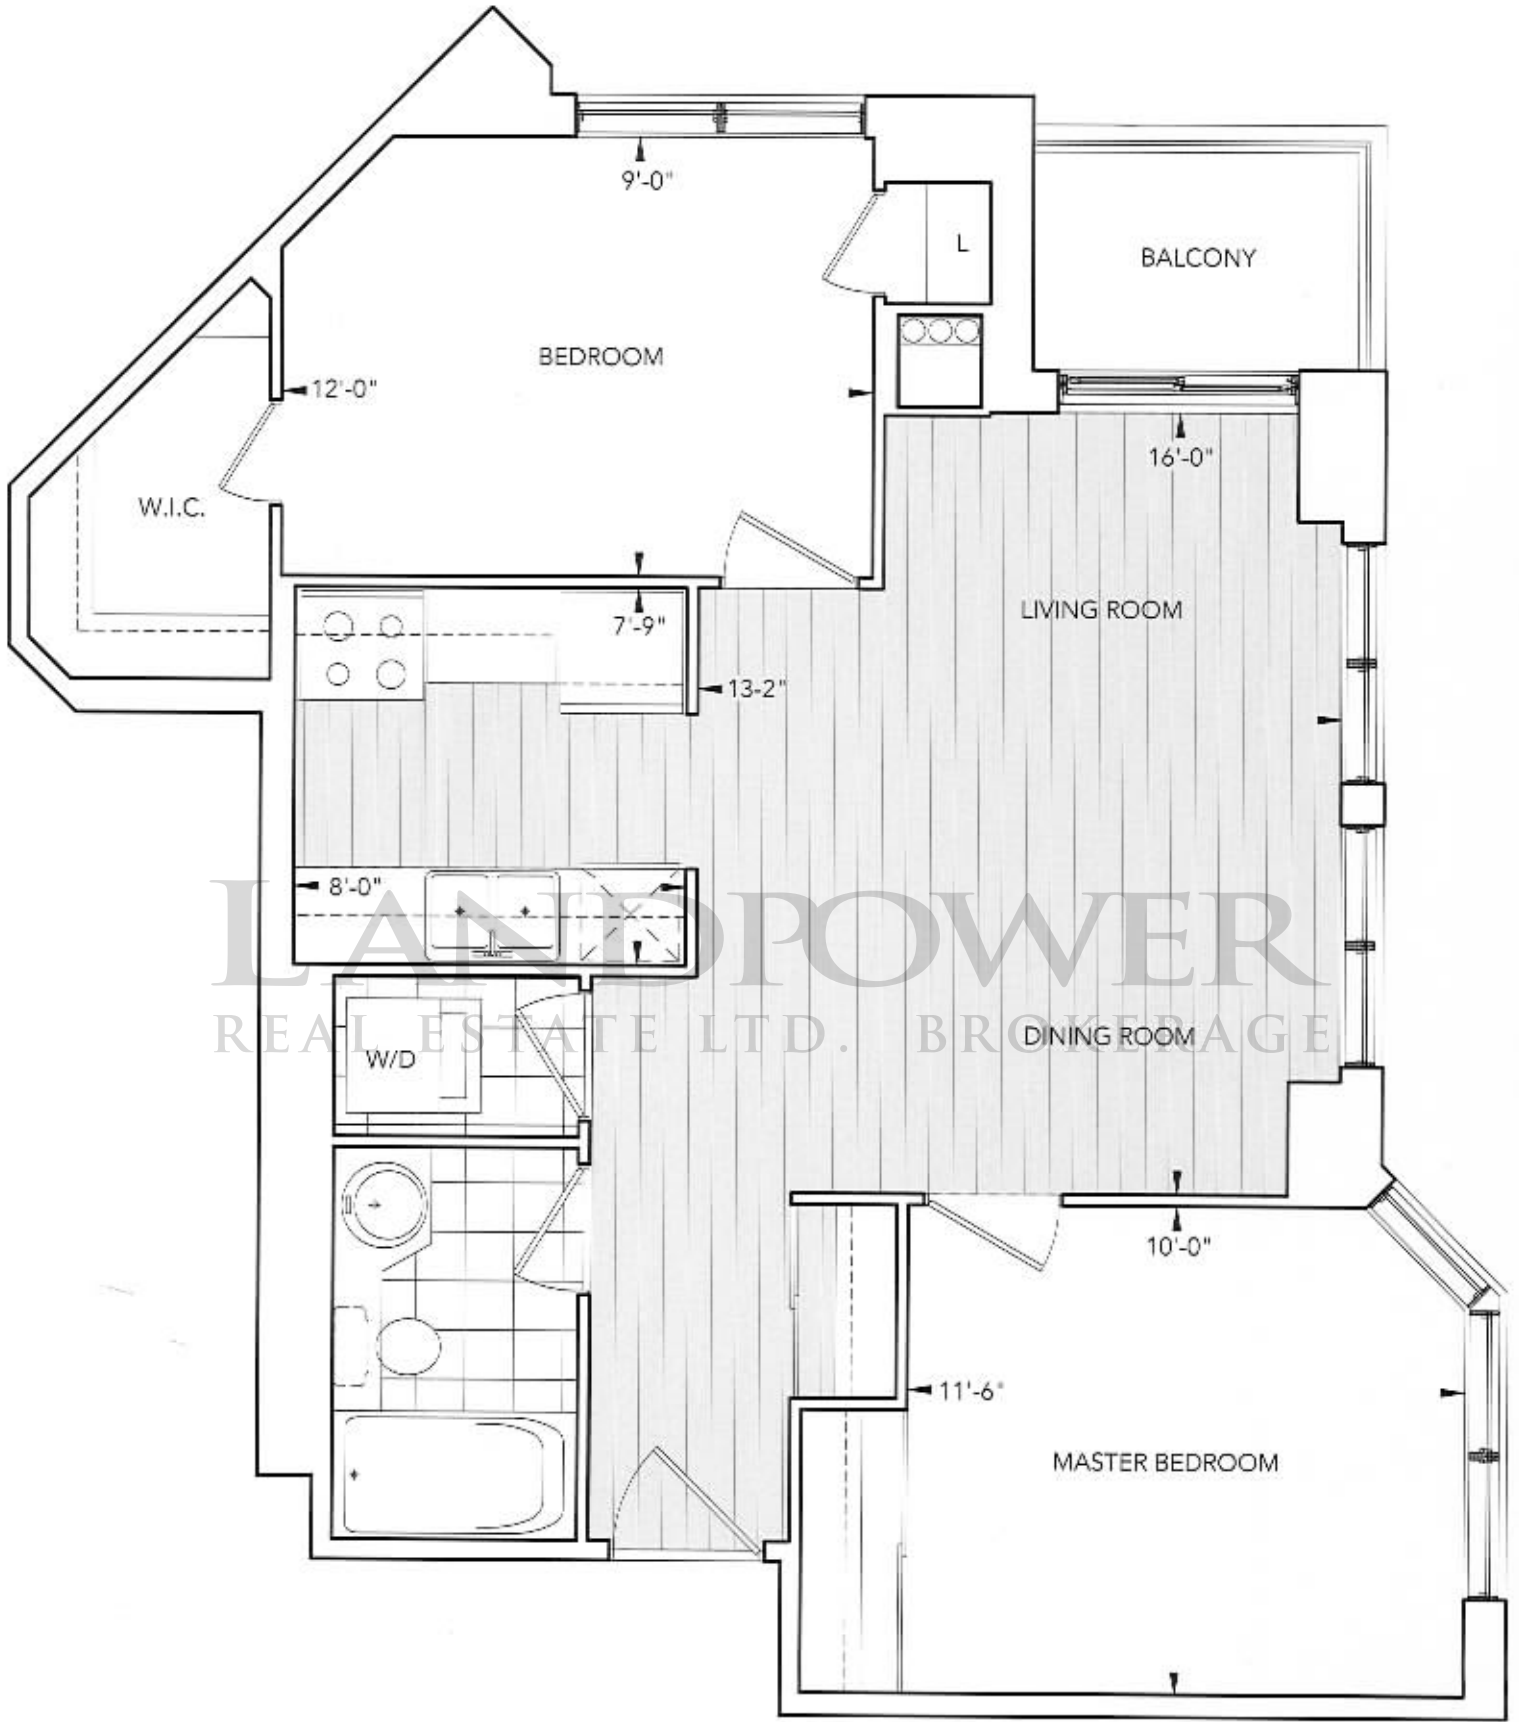 9'-0"
L
BALCONY
BEDROOM
12'-0"
16'-0"
W.I.C.
LIVING ROOM
7'-9"
13-2"
8'-0"
LANDPOWER
REAL ESTATE LTD. BROKERAGE
DINING ROOM
W/D
10'-0"
11'-6"
MASTER BEDROOM